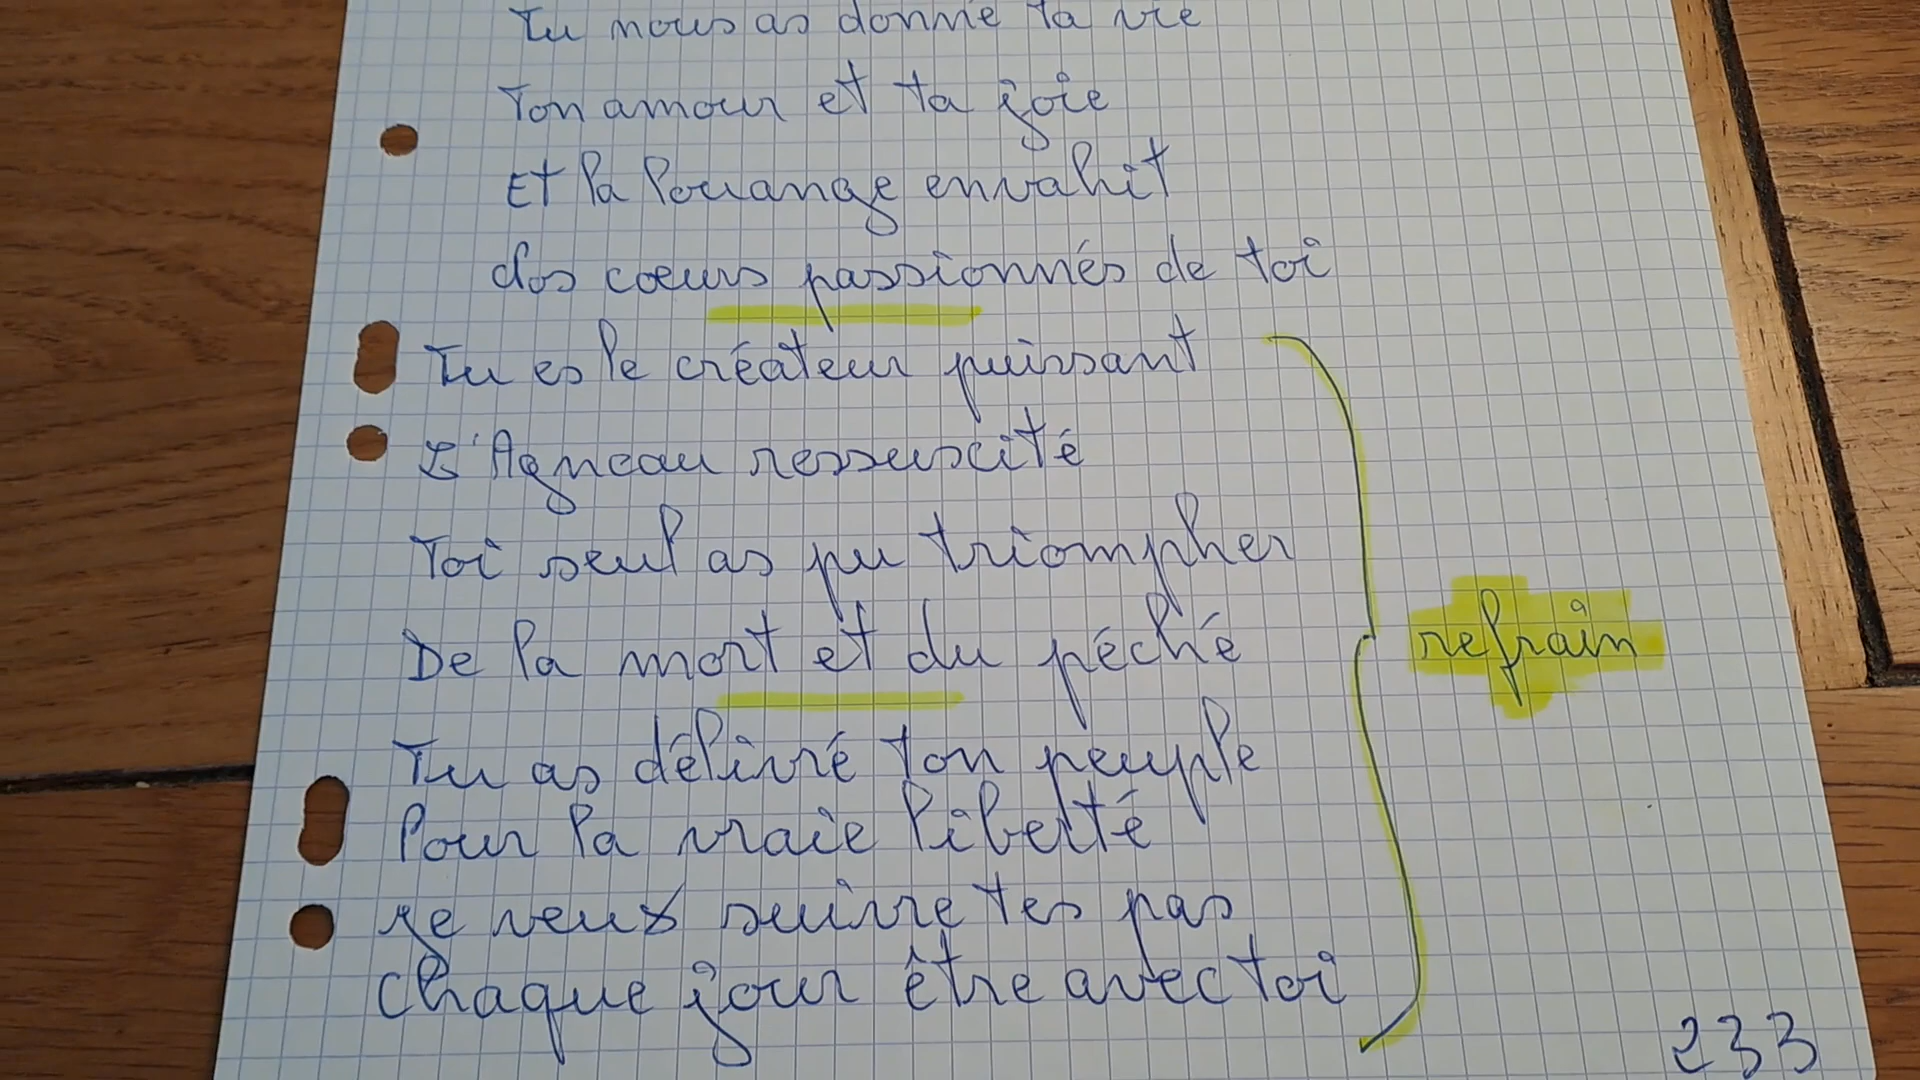 Tu nous as donné ta vie
Ton amour et ta joie
Et la louange envahit
dos cœurs passionnés de toi
Tu es le créateur puissant
L'Agneau ressuscité
Toi seul as pu triompher
De la mort et du péché
refrain
Tu as délivré ton peuple
Pour la vraie liberté
Je veux suivre tes pas
Chaque jour être avec toi
233